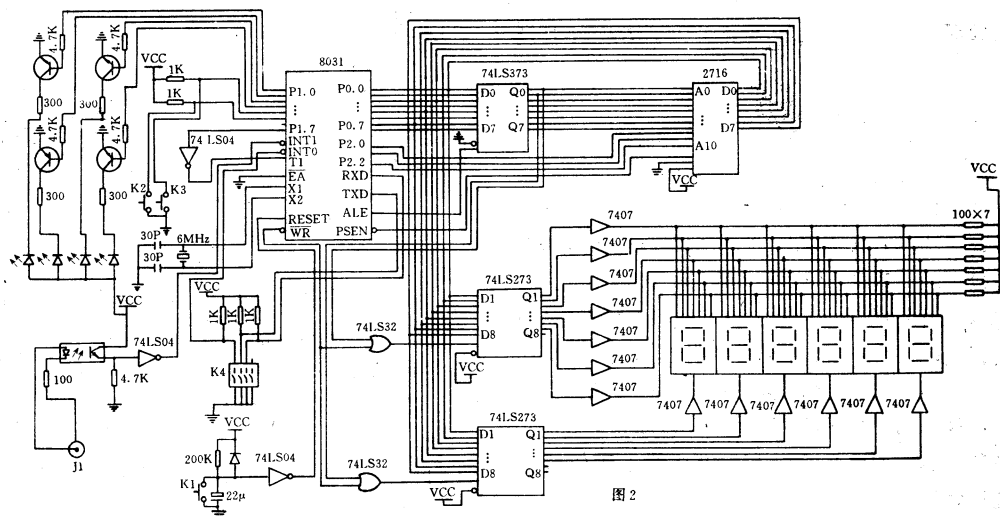 4.7K
4.7K
VCC
1K
1K
300
300
4.7K
4.7K
300
300
74 LS04
K2
K3
30P
30P
6MHz
8031
P1.0
P1.7
INT1
INT0
T1
EA
X1
X2
RESET
WR
P0.0
P0.7
P2.0
P2.2
RXD
TXD
ALE
PSEN
74LS373
D0
D7
Q0
Q7
2716
A0
A10
D0
D7
VCC
VCC
100×7
7407
7407
7407
7407
7407
7407
7407
74LS273
D1
D8
Q1
Q8
VCC
74LS32
VCC
1K
1K
1K
K4
VCC
74LS04
100
4.7K
J1
VCC
200K
K1
22μ
74LS04
74LS32
74LS273
D1
D8
Q1
Q8
VCC
7407
7407
7407
7407
7407
7407
图2